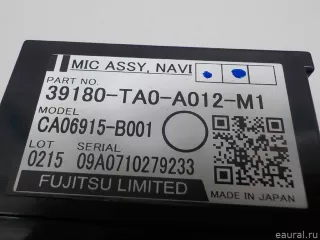 MIC ASSY, NAVI
PART NO.
39180-TA0-A012-M1
MODEL
CA06915-B001
LOT SERIAL
0215 09A0710279233
FUJITSU LIMITED
MADE IN JAPAN
eaural.ru